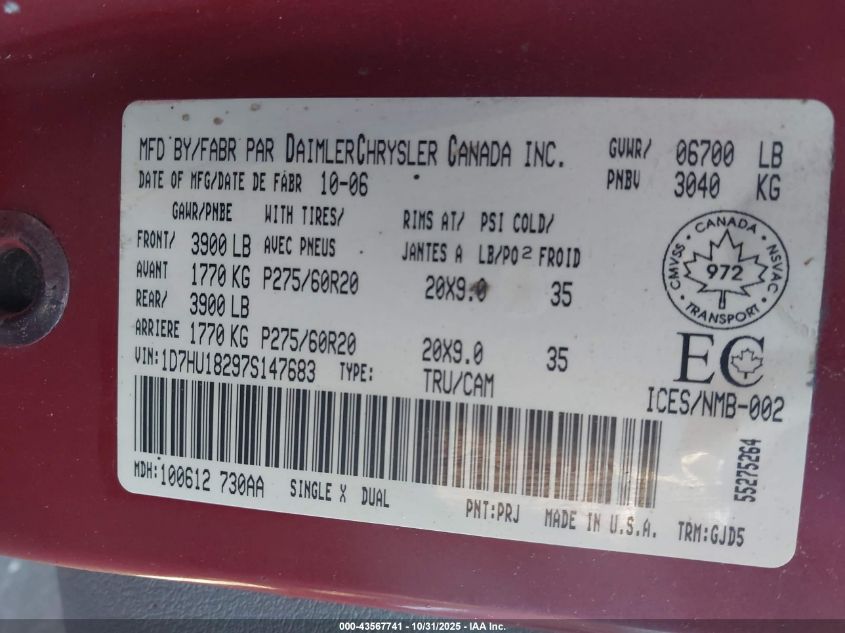 MFD BY/FABR PAR DAIMLERCHRYSLER CANADA INC. GVWR/ 06700 LB
DATE OF MFG/DATE DE FABR 10-06 PNBV 3040 KG
GAWR/PNBE WITH TIRES/ RIMS AT/ PSI COLD/
FRONT/ 3900 LB AVEC PNEUS JANTES A LB/PO2 FROID
AVANT 1770 KG P275/60R20 20X9.0 35
REAR/ 3900 LB
ARRIERE 1770 KG P275/60R20 20X9.0 35
VIN: 1D7HU18297S147683 TYPE: TRU/CAM
CANADA
CMVSS 972 NSVAC
TRANSPORT
EC
ICES/NMB-002
55275264
MDH: 100612 730AA SINGLE X DUAL
PNT: PRJ MADE IN U.S.A. TRM: GJD5
000-43567741 - 10/31/2025 - IAA Inc.